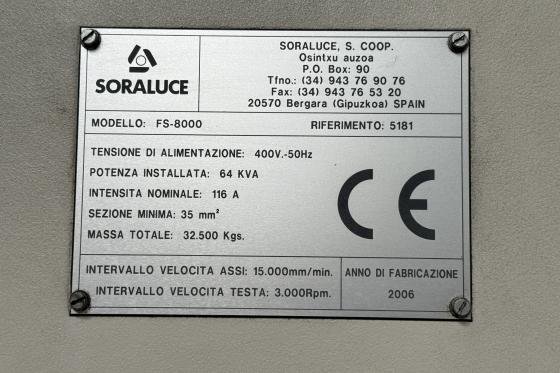 SORALUCE
SORALUCE, S. COOP.
Osintxu auzoa
P.O. Box: 90
Tfno.: (34) 943 76 90 76
Fax: (34) 943 76 53 20
20570 Bergara (Gipuzkoa) SPAIN
MODELLO: FS-8000
RIFERIMENTO: 5181
TENSIONE DI ALIMENTAZIONE: 400V.-50Hz
POTENZA INSTALLATA: 64 KVA
INTENSITA NOMINALE: 116 A
SEZIONE MINIMA: 35 mm²
MASSA TOTALE: 32.500 Kgs.
CE
INTERVALLO VELOCITA ASSI: 15.000mm/min.
INTERVALLO VELOCITA TESTA: 3.000Rpm.
ANNO DI FABRICAZIONE
2006